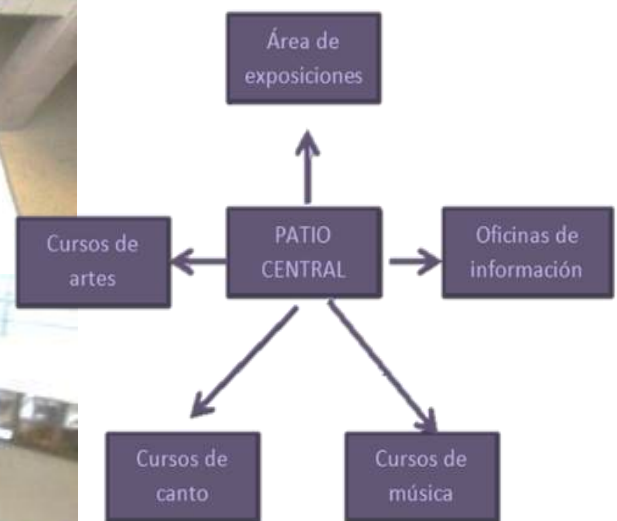 Área de
exposiciones
Cursos de
artes
PATIO
CENTRAL
Oficinas de
información
Cursos de
canto
Cursos de
música